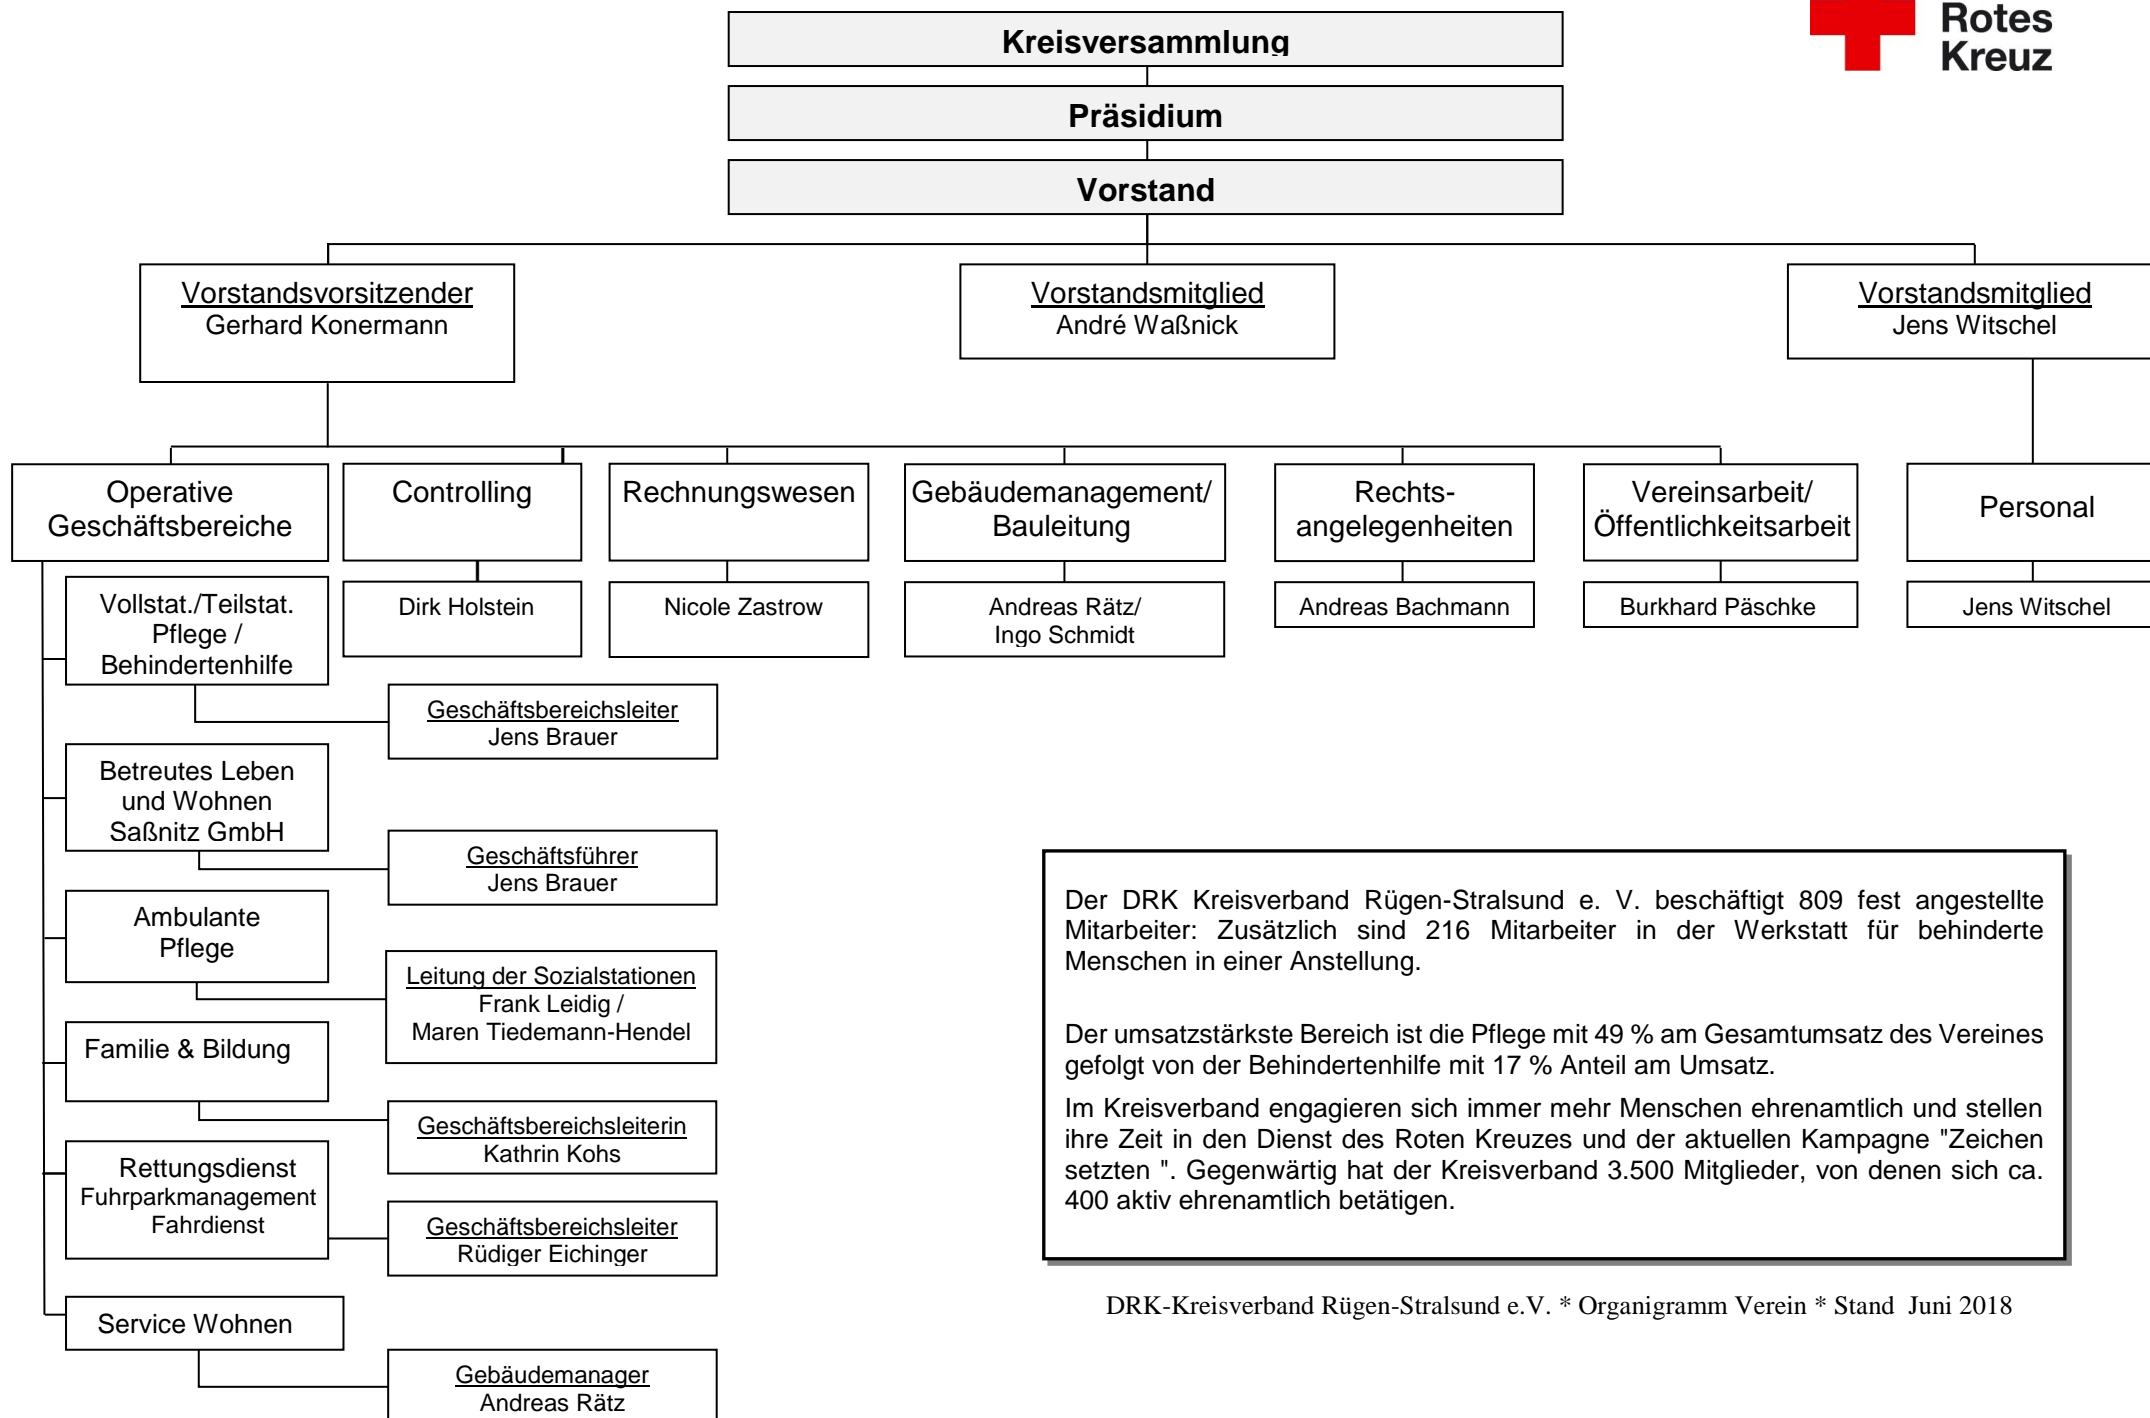 Rotes
Kreuz
Kreisversammlung
Präsidium
Vorstand
Vorstandsvorsitzender
Gerhard Konermann
Vorstandsmitglied
André Waßnick
Vorstandsmitglied
Jens Witschel
Operative
Geschäftsbereiche
Controlling
Rechnungswesen
Gebäudemanagement/
Bauleitung
Rechts-
angelegenheiten
Vereinsarbeit/
Öffentlichkeitsarbeit
Personal
Dirk Holstein
Nicole Zastrow
Andreas Rätz/
Ingo Schmidt
Andreas Bachmann
Burkhard Päschke
Jens Witschel
Vollstat./Teilstat.
Pflege /
Behindertenhilfe
Geschäftsbereichsleiter
Jens Brauer
Betreutes Leben
und Wohnen
Saßnitz GmbH
Geschäftsführer
Jens Brauer
Ambulante
Pflege
Leitung der Sozialstationen
Frank Leidig /
Maren Tiedemann-Hendel
Familie & Bildung
Geschäftsbereichsleiterin
Kathrin Kohs
Rettungsdienst
Fuhrparkmanagement
Fahrdienst
Geschäftsbereichsleiter
Rüdiger Eichinger
Service Wohnen
Gebäudemanager
Andreas Rätz
Der DRK Kreisverband Rügen-Stralsund e. V. beschäftigt 809 fest angestellte
Mitarbeiter: Zusätzlich sind 216 Mitarbeiter in der Werkstatt für behinderte
Menschen in einer Anstellung.
Der umsatzstärkste Bereich ist die Pflege mit 49 % am Gesamtumsatz des Vereines
gefolgt von der Behindertenhilfe mit 17 % Anteil am Umsatz.
Im Kreisverband engagieren sich immer mehr Menschen ehrenamtlich und stellen
ihre Zeit in den Dienst des Roten Kreuzes und der aktuellen Kampagne "Zeichen
setzten ". Gegenwärtig hat der Kreisverband 3.500 Mitglieder, von denen sich ca.
400 aktiv ehrenamtlich betätigen.
DRK-Kreisverband Rügen-Stralsund e.V. * Organigramm Verein * Stand Juni 2018